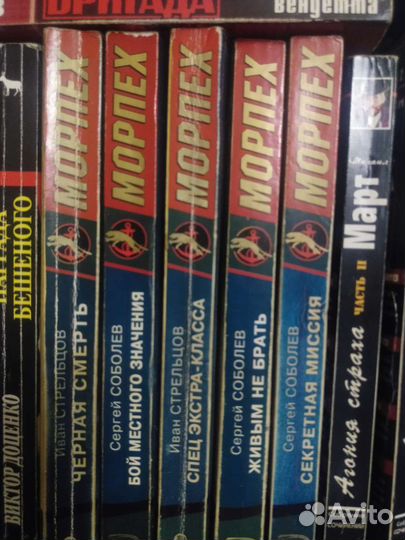 БРИГАДА
вендетта
ВИКТОР ДОЦЕНКО
НАГРАДА
БЕШЕНОГО
МОРПЕХ
Иван СТРЕЛЬЦОВ
ЧЕРНАЯ СМЕРТЬ
МОРПЕХ
Сергей СОБОЛЕВ
БОЙ МЕСТНОГО ЗНАЧЕНИЯ
МОРПЕХ
Иван СТРЕЛЬЦОВ
СПЕЦ ЭКСТРА-КЛАССА
МОРПЕХ
Сергей СОБОЛЕВ
ЖИВЫМ НЕ БРАТЬ
МОРПЕХ
Сергей СОБОЛЕВ
СЕКРЕТНАЯ МИССИЯ
Михаил
Март
Агония страха
ЧАСТЬ II
Avito